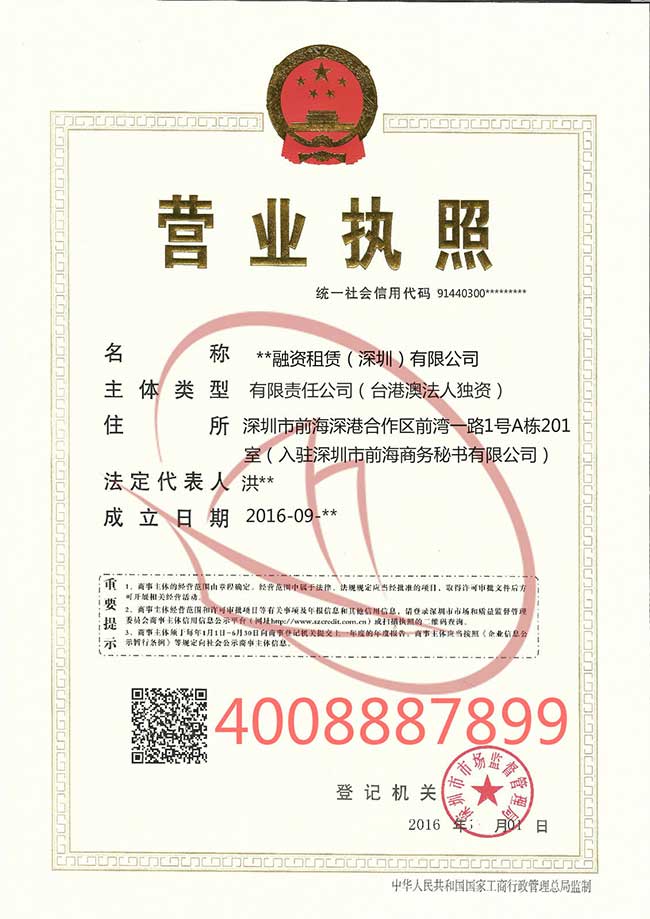 营业执照
统一社会信用代码 91440300*********
名称 **融资租赁（深圳）有限公司
主体类型 有限责任公司（台港澳法人独资）
住所 深圳市前海深港合作区前湾一路1号A栋201
室（入驻深圳市前海商务秘书有限公司）
法定代表人 洪**
成立日期 2016-09-**
重要提示
1、商事主体的经营范围由章程确定。经营范围中属于法律、法规规定应当经批准的项目，取得许可审批文件后方
可开展相关经营活动。
2、商事主体经营范围和许可审批项目等有关事项及年报信息和其他信用信息，请登录深圳市市场和质量监督管理
委员会商事主体信用信息公示平台（网址http://www.szcredit.com.cn）或扫描执照的二维码查询。
3、商事主体须于每年1月1日-6月30日向商事登记机关提交上一年度的年度报告。商事主体应当按照《企业信息公
示暂行条例》等规定向社会公示商事主体信息。
4008887899
登记机关
深圳市市场监督管理局
2016 年 月01 日
中华人民共和国国家工商行政管理总局监制